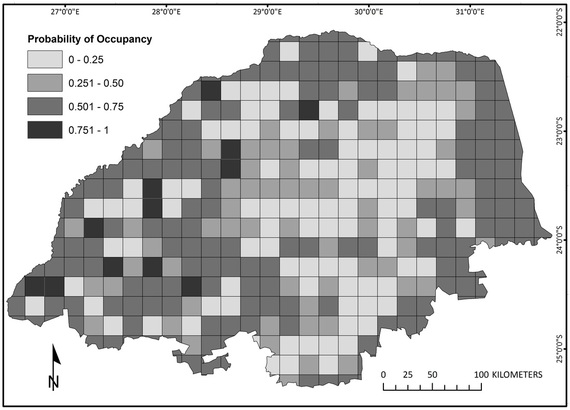 27°0'0"E 28°0'0"E 29°0'0"E 30°0'0"E 31°0'0"E
22°0'0"S
Probability of Occupancy
0 - 0.25
0.251 - 0.50
0.501 - 0.75
0.751 - 1
23°0'0"S
24°0'0"S
25°0'0"S
N
0 25 50 100 KILOMETERS